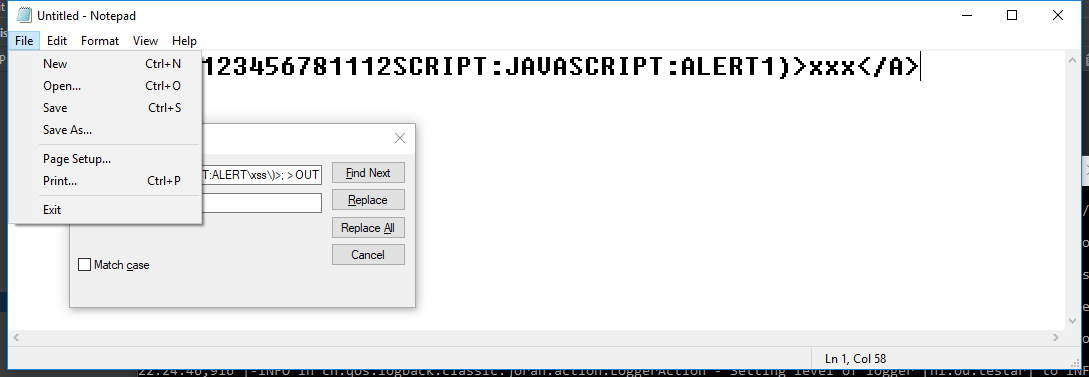 Untitled - Notepad
File Edit Format View Help
New Ctrl+N
Open... Ctrl+O
Save Ctrl+S
Save As...
Page Setup...
Print... Ctrl+P
Exit
123456781112SCRIPT:JAVASCRIPT:ALERT1)>xxx</A>
T:ALERT\xss\)>; > OUT
Find Next
Replace
Replace All
Cancel
Match case
Ln 1, Col 58
22:24:46,916 |-INFO in ch.qos.logback.classic.joran.action.LoggerAction - Setting level of logger [nl.ou.testar] to INF